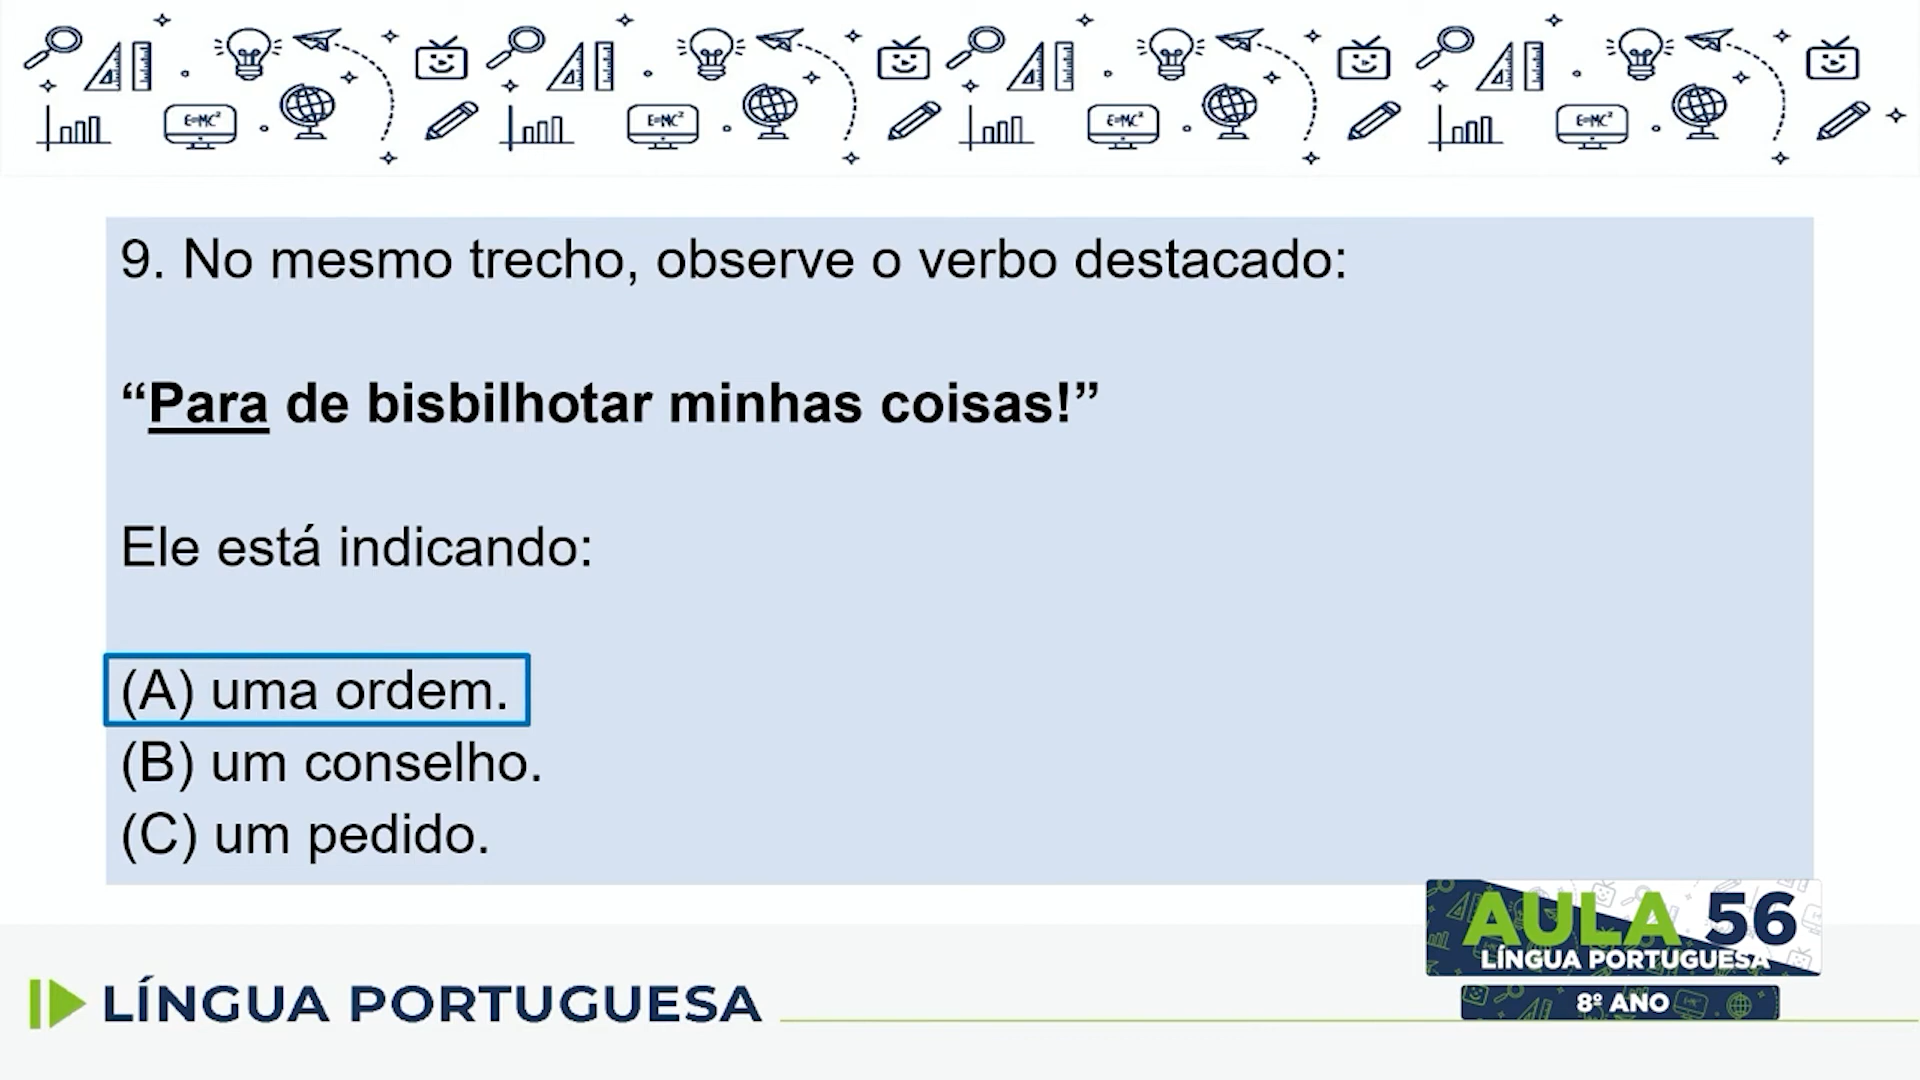 E=MC²
E=MC²
E=MC²
E=MC²
9. No mesmo trecho, observe o verbo destacado:
“Para de bisbilhotar minhas coisas!”
Ele está indicando:
(A) uma ordem.
(B) um conselho.
(C) um pedido.
AULA 56
LÍNGUA PORTUGUESA
8º ANO
LÍNGUA PORTUGUESA